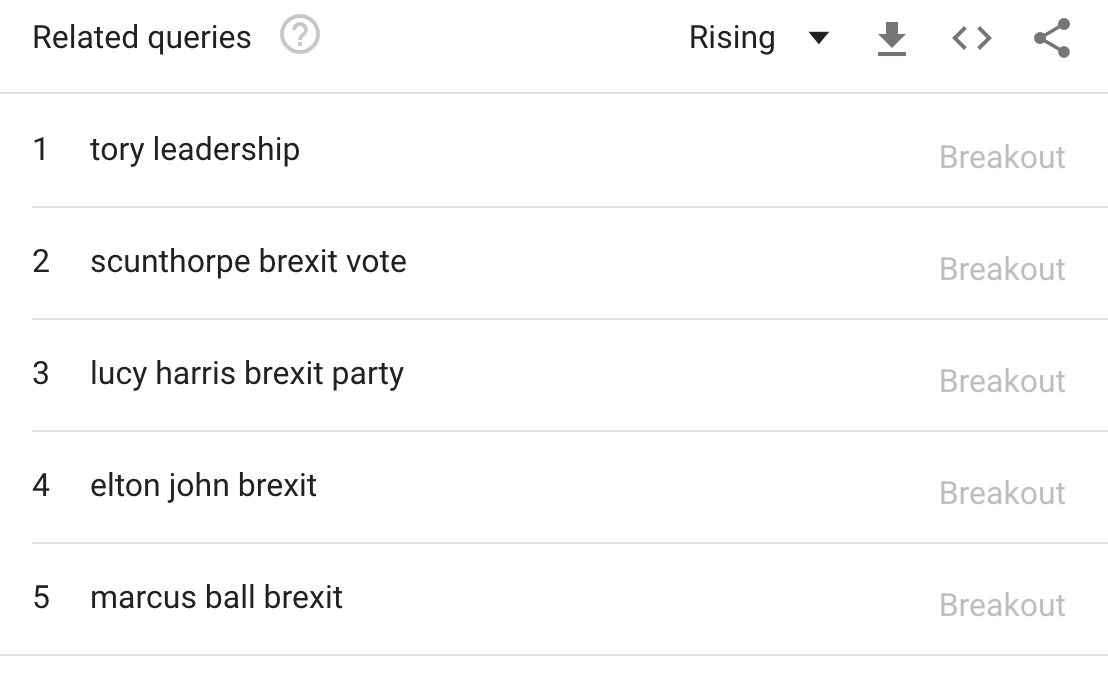 Related queries ? Rising
1 tory leadership Breakout
2 scunthorpe brexit vote Breakout
3 lucy harris brexit party Breakout
4 elton john brexit Breakout
5 marcus ball brexit Breakout